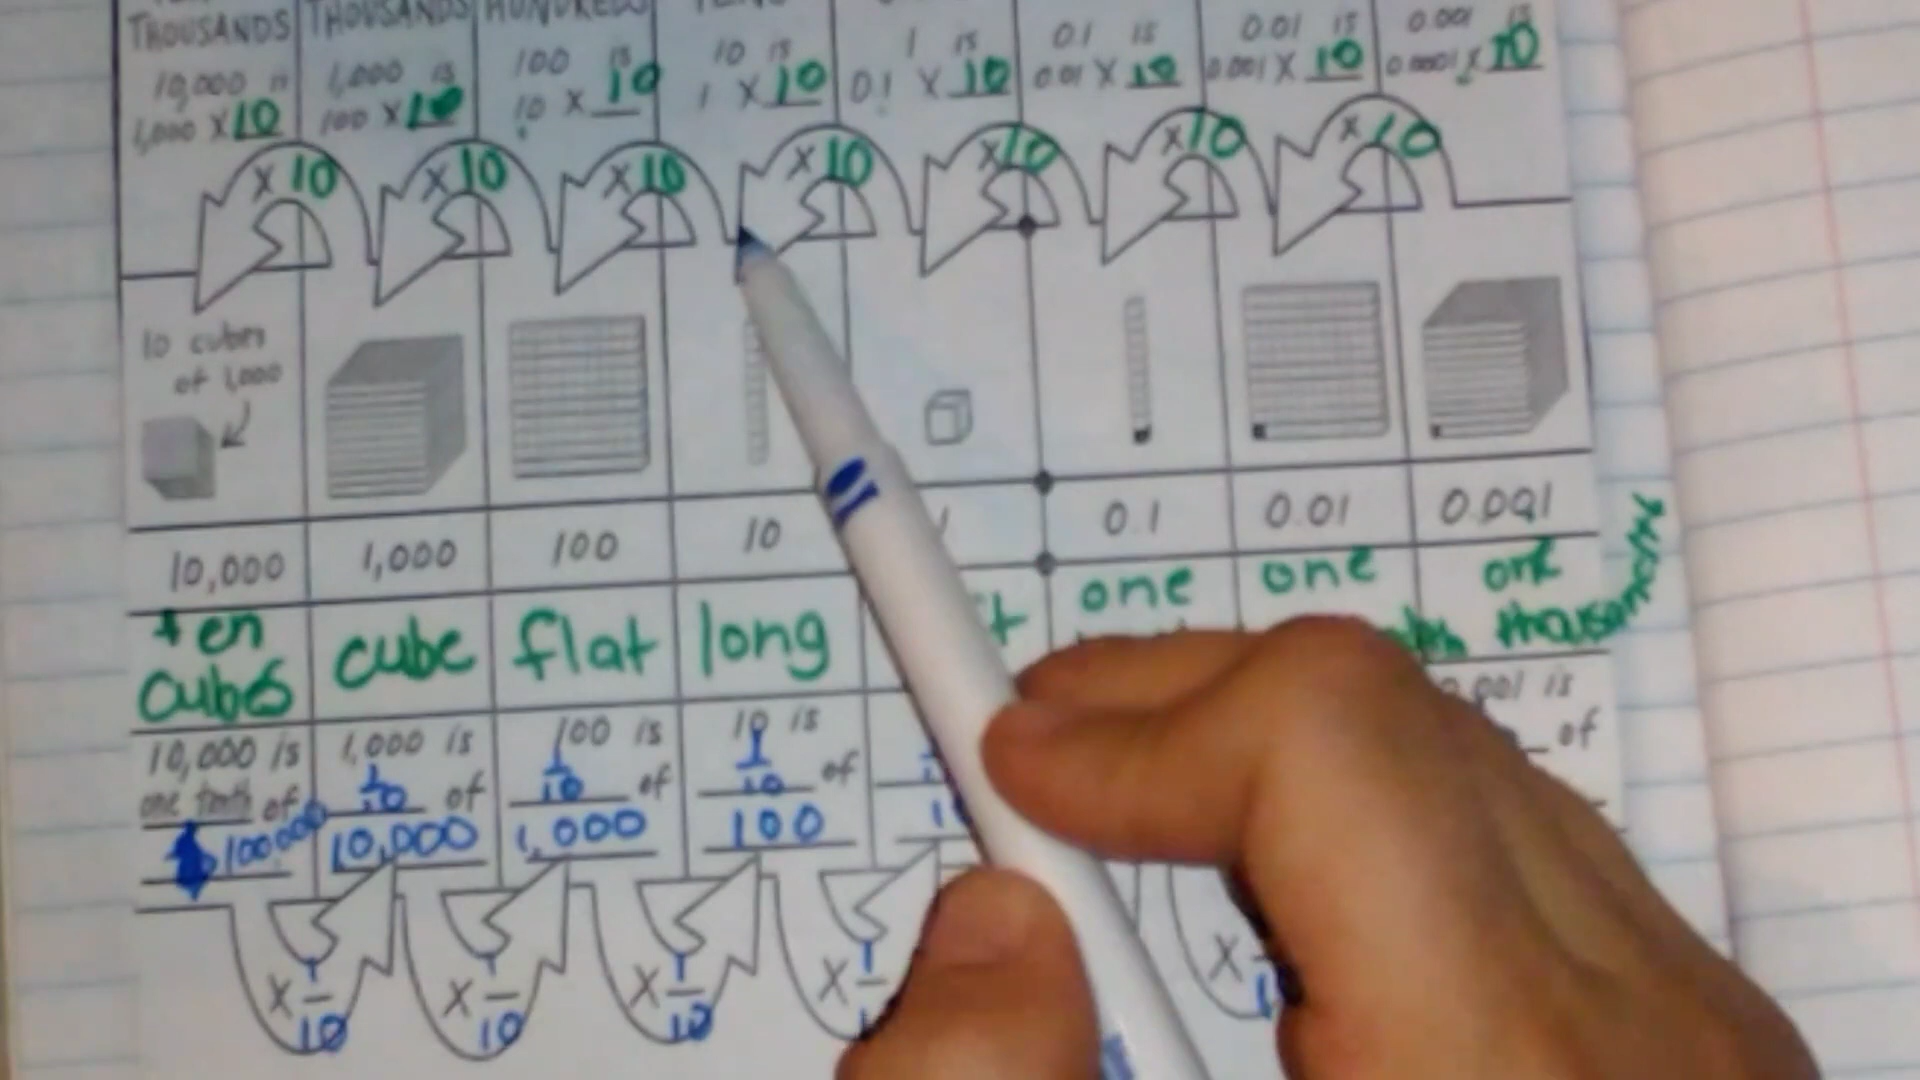 THOUSANDS THOUSANDS HUNDREDS
10,000 is 1,000 is 100 is 10 is 1 is 0.1 is 0.01 is 0.001 is
1,000 X 10 100 X 10 10 X 10 1 X 10 0.1 X 10 0.01 X 10 0.001 X 10 0.0001 X 10
X 10 X 10 X 10 X 10 X 10 X 10 X 10
10 cubes
of 1,000
10,000 1,000 100 10 1 0.1 0.01 0.001
ten cube flat long one one one
cubes thousandth
10,000 is 1,000 is 100 is 10 is 0.001 is
one tenth of 1/10 of 1/10 of 1/10 of of
100,000 10,000 1,000 100
X 1/10 X 1/10 X 1/10 X X